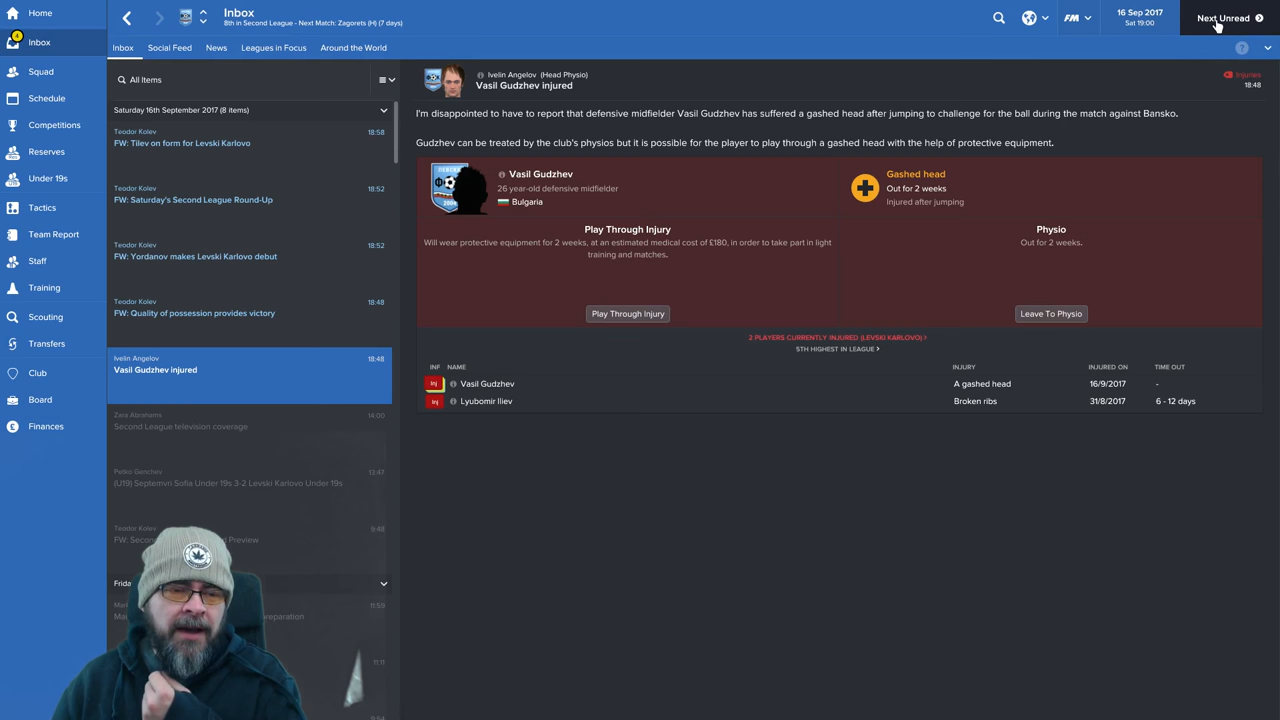 Home
Inbox
4
Squad
Schedule
Competitions
Reserves
Under 19s
Tactics
Team Report
Staff
Training
Scouting
Transfers
Club
Board
Finances
Inbox
8th in Second League - Next Match: Zagorets (H) (7 days)
FM
16 Sep 2017
Sat 19:00
Next Unread
Inbox
Social Feed
News
Leagues in Focus
Around the World
?
All Items
Saturday 16th September 2017 (8 items)
Teodor Kolev 18:58
FW: Tilev on form for Levski Karlovo
Teodor Kolev 18:52
FW: Saturday's Second League Round-Up
Teodor Kolev 18:52
FW: Yordanov makes Levski Karlovo debut
Teodor Kolev 18:48
FW: Quality of possession provides victory
Ivelin Angelov 18:48
Vasil Gudzhev injured
Zara Abrahams 14:00
Second League television coverage
Petko Genchev 13:47
(U19) Septemvri Sofia Under 19s 3-2 Levski Karlovo Under 19s
Teodor Kolev 9:48
FW: Preview
11:59
preparation
11:11
9:54
Ivelin Angelov (Head Physio)
Vasil Gudzhev injured
Injuries
18:48
I'm disappointed to have to report that defensive midfielder Vasil Gudzhev has suffered a gashed head after jumping to challenge for the ball during the match against Bansko.
Gudzhev can be treated by the club's physios but it is possible for the player to play through a gashed head with the help of protective equipment.
Vasil Gudzhev
26 year-old defensive midfielder
Bulgaria
Gashed head
Out for 2 weeks
Injured after jumping
Play Through Injury
Will wear protective equipment for 2 weeks, at an estimated medical cost of £180, in order to take part in light
training and matches.
Play Through Injury
Physio
Out for 2 weeks.
Leave To Physio
2 PLAYERS CURRENTLY INJURED (LEVSKI KARLOVO) >
5TH HIGHEST IN LEAGUE >
INF NAME INJURY INJURED ON TIME OUT
Inj Vasil Gudzhev A gashed head 16/9/2017 -
Inj Lyubomir Iliev Broken ribs 31/8/2017 6 - 12 days